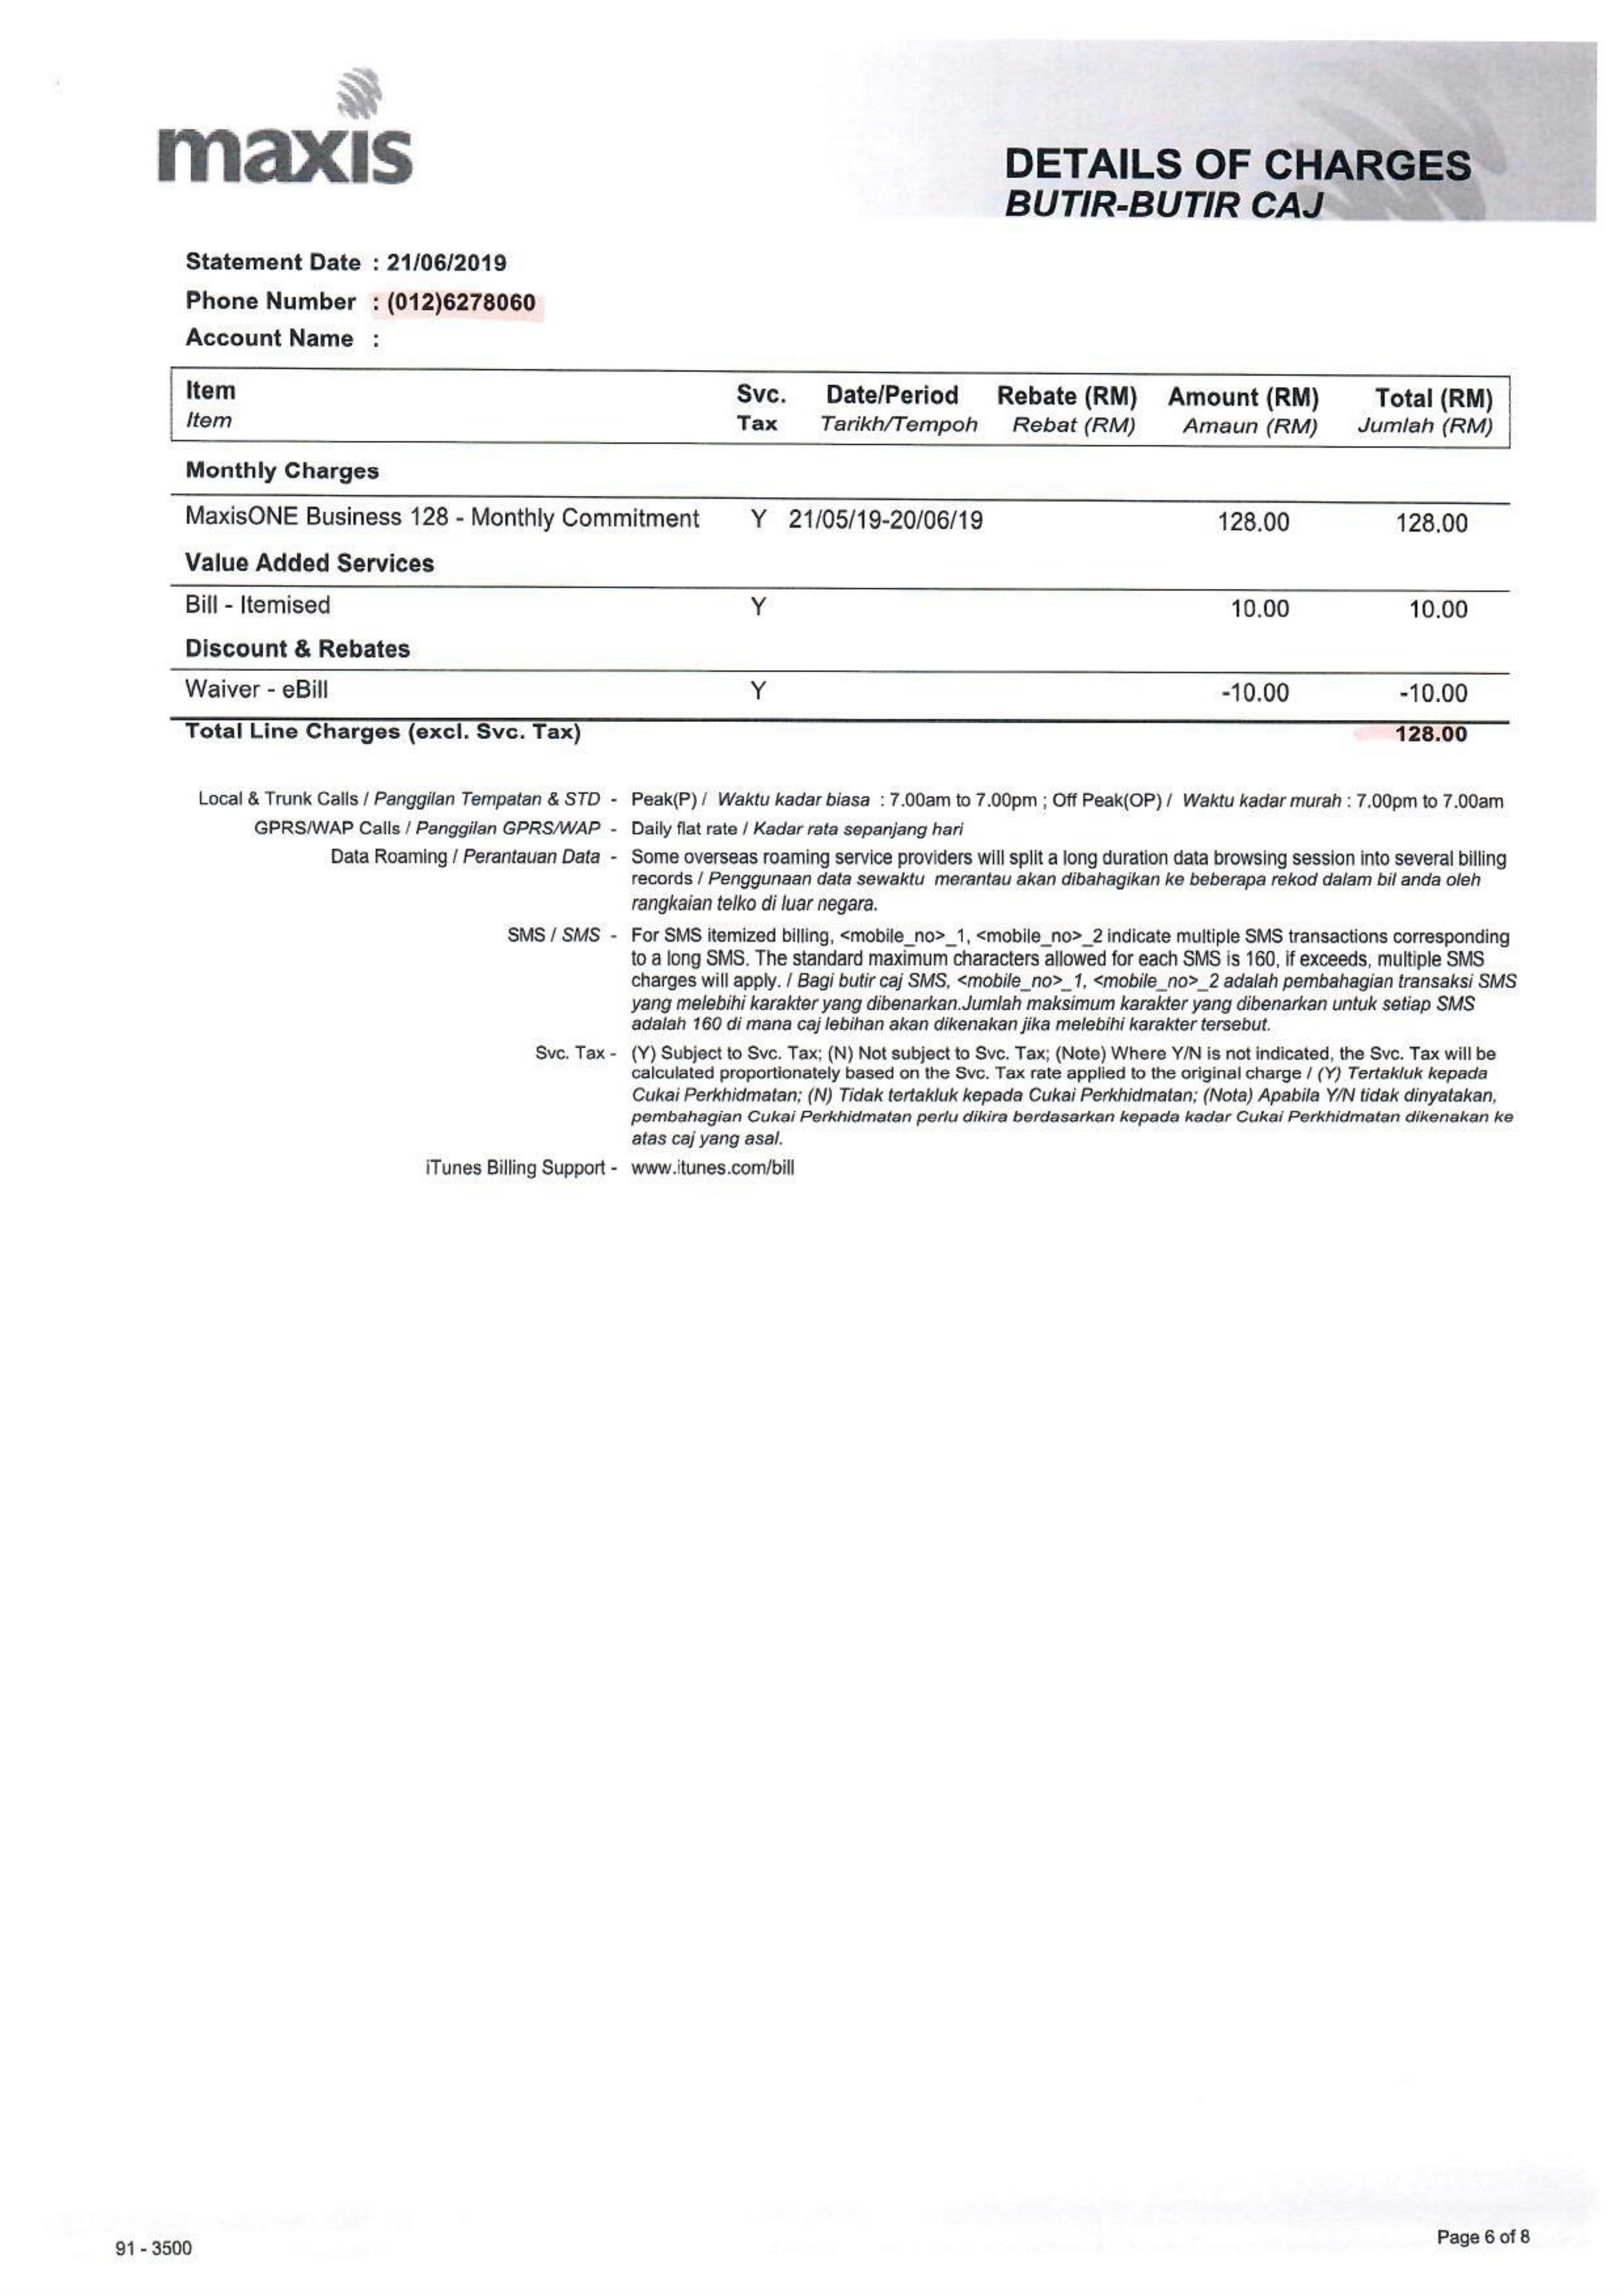 maxis
DETAILS OF CHARGES
BUTIR-BUTIR CAJ
Statement Date : 21/06/2019
Phone Number : (012)6278060
Account Name :
Item Svc. Date/Period Rebate (RM) Amount (RM) Total (RM)
Item Tax Tarikh/Tempoh Rebat (RM) Amaun (RM) Jumlah (RM)
Monthly Charges
MaxisONE Business 128 - Monthly Commitment Y 21/05/19-20/06/19 128.00 128.00
Value Added Services
Bill - Itemised Y 10.00 10.00
Discount & Rebates
Waiver - eBill Y -10.00 -10.00
Total Line Charges (excl. Svc. Tax) 128.00
Local & Trunk Calls / Panggilan Tempatan & STD - Peak(P) / Waktu kadar biasa : 7.00am to 7.00pm ; Off Peak(OP) / Waktu kadar murah : 7.00pm to 7.00am
GPRS/WAP Calls / Panggilan GPRS/WAP - Daily flat rate / Kadar rata sepanjang hari
Data Roaming / Perantauan Data - Some overseas roaming service providers will split a long duration data browsing session into several billing
records / Penggunaan data sewaktu merantau akan dibahagikan ke beberapa rekod dalam bil anda oleh
rangkaian telko di luar negara.
SMS / SMS - For SMS itemized billing, <mobile_no>_1, <mobile_no>_2 indicate multiple SMS transactions corresponding
to a long SMS. The standard maximum characters allowed for each SMS is 160, if exceeds, multiple SMS
charges will apply. / Bagi butir caj SMS, <mobile_no>_1, <mobile_no>_2 adalah pembahagian transaksi SMS
yang melebihi karakter yang dibenarkan.Jumlah maksimum karakter yang dibenarkan untuk setiap SMS
adalah 160 di mana caj lebihan akan dikenakan jika melebihi karakter tersebut.
Svc. Tax - (Y) Subject to Svc. Tax; (N) Not subject to Svc. Tax; (Note) Where Y/N is not indicated, the Svc. Tax will be
calculated proportionately based on the Svc. Tax rate applied to the original charge / (Y) Tertakluk kepada
Cukai Perkhidmatan; (N) Tidak tertakluk kepada Cukai Perkhidmatan; (Nota) Apabila Y/N tidak dinyatakan,
pembahagian Cukai Perkhidmatan perlu dikira berdasarkan kepada kadar Cukai Perkhidmatan dikenakan ke
atas caj yang asal.
iTunes Billing Support - www.itunes.com/bill
91 - 3500
Page 6 of 8